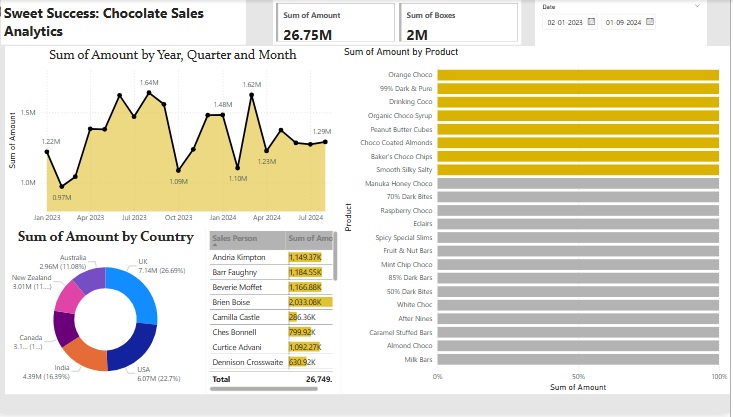 Sweet Success: Chocolate Sales
Analytics
Sum of Amount
26.75M
Sum of Boxes
2M
Date
02-01-2023
01-09-2024
Sum of Amount by Year, Quarter and Month
Sum of Amount
1.5M
1.0M
1.22M
0.97M
1.64M
1.09M
1.48M
1.10M
1.62M
1.23M
1.29M
Jan 2023
Apr 2023
Jul 2023
Oct 2023
Jan 2024
Apr 2024
Jul 2024
Sum of Amount by Country
Australia
2.96M (11.08%)
New Zealand
3.01M (11....)
Canada
3.1... (1...)
India
4.39M (16.39%)
UK
7.14M (26.69%)
USA
6.07M (22.7%)
Sales Person Sum of Amo
Andria Kimpton 1,149.37K
Barr Faughny 1,184.55K
Beverie Moffet 1,166.88K
Brien Boise 2,033.08K
Camilla Castle 286.36K
Ches Bonnell 799.92K
Curtice Advani 1,092.27K
Dennison Crosswaite 630.92K
Total 26,749.
Sum of Amount by Product
Product
Orange Choco
99% Dark & Pure
Drinking Coco
Organic Choco Syrup
Peanut Butter Cubes
Choco Coated Almonds
Baker's Choco Chips
Smooth Silky Salty
Manuka Honey Choco
70% Dark Bites
Raspberry Choco
Eclairs
Spicy Special Slims
Fruit & Nut Bars
Mint Chip Choco
85% Dark Bars
50% Dark Bites
White Choc
After Nines
Caramel Stuffed Bars
Almond Choco
Milk Bars
0%
50%
100%
Sum of Amount